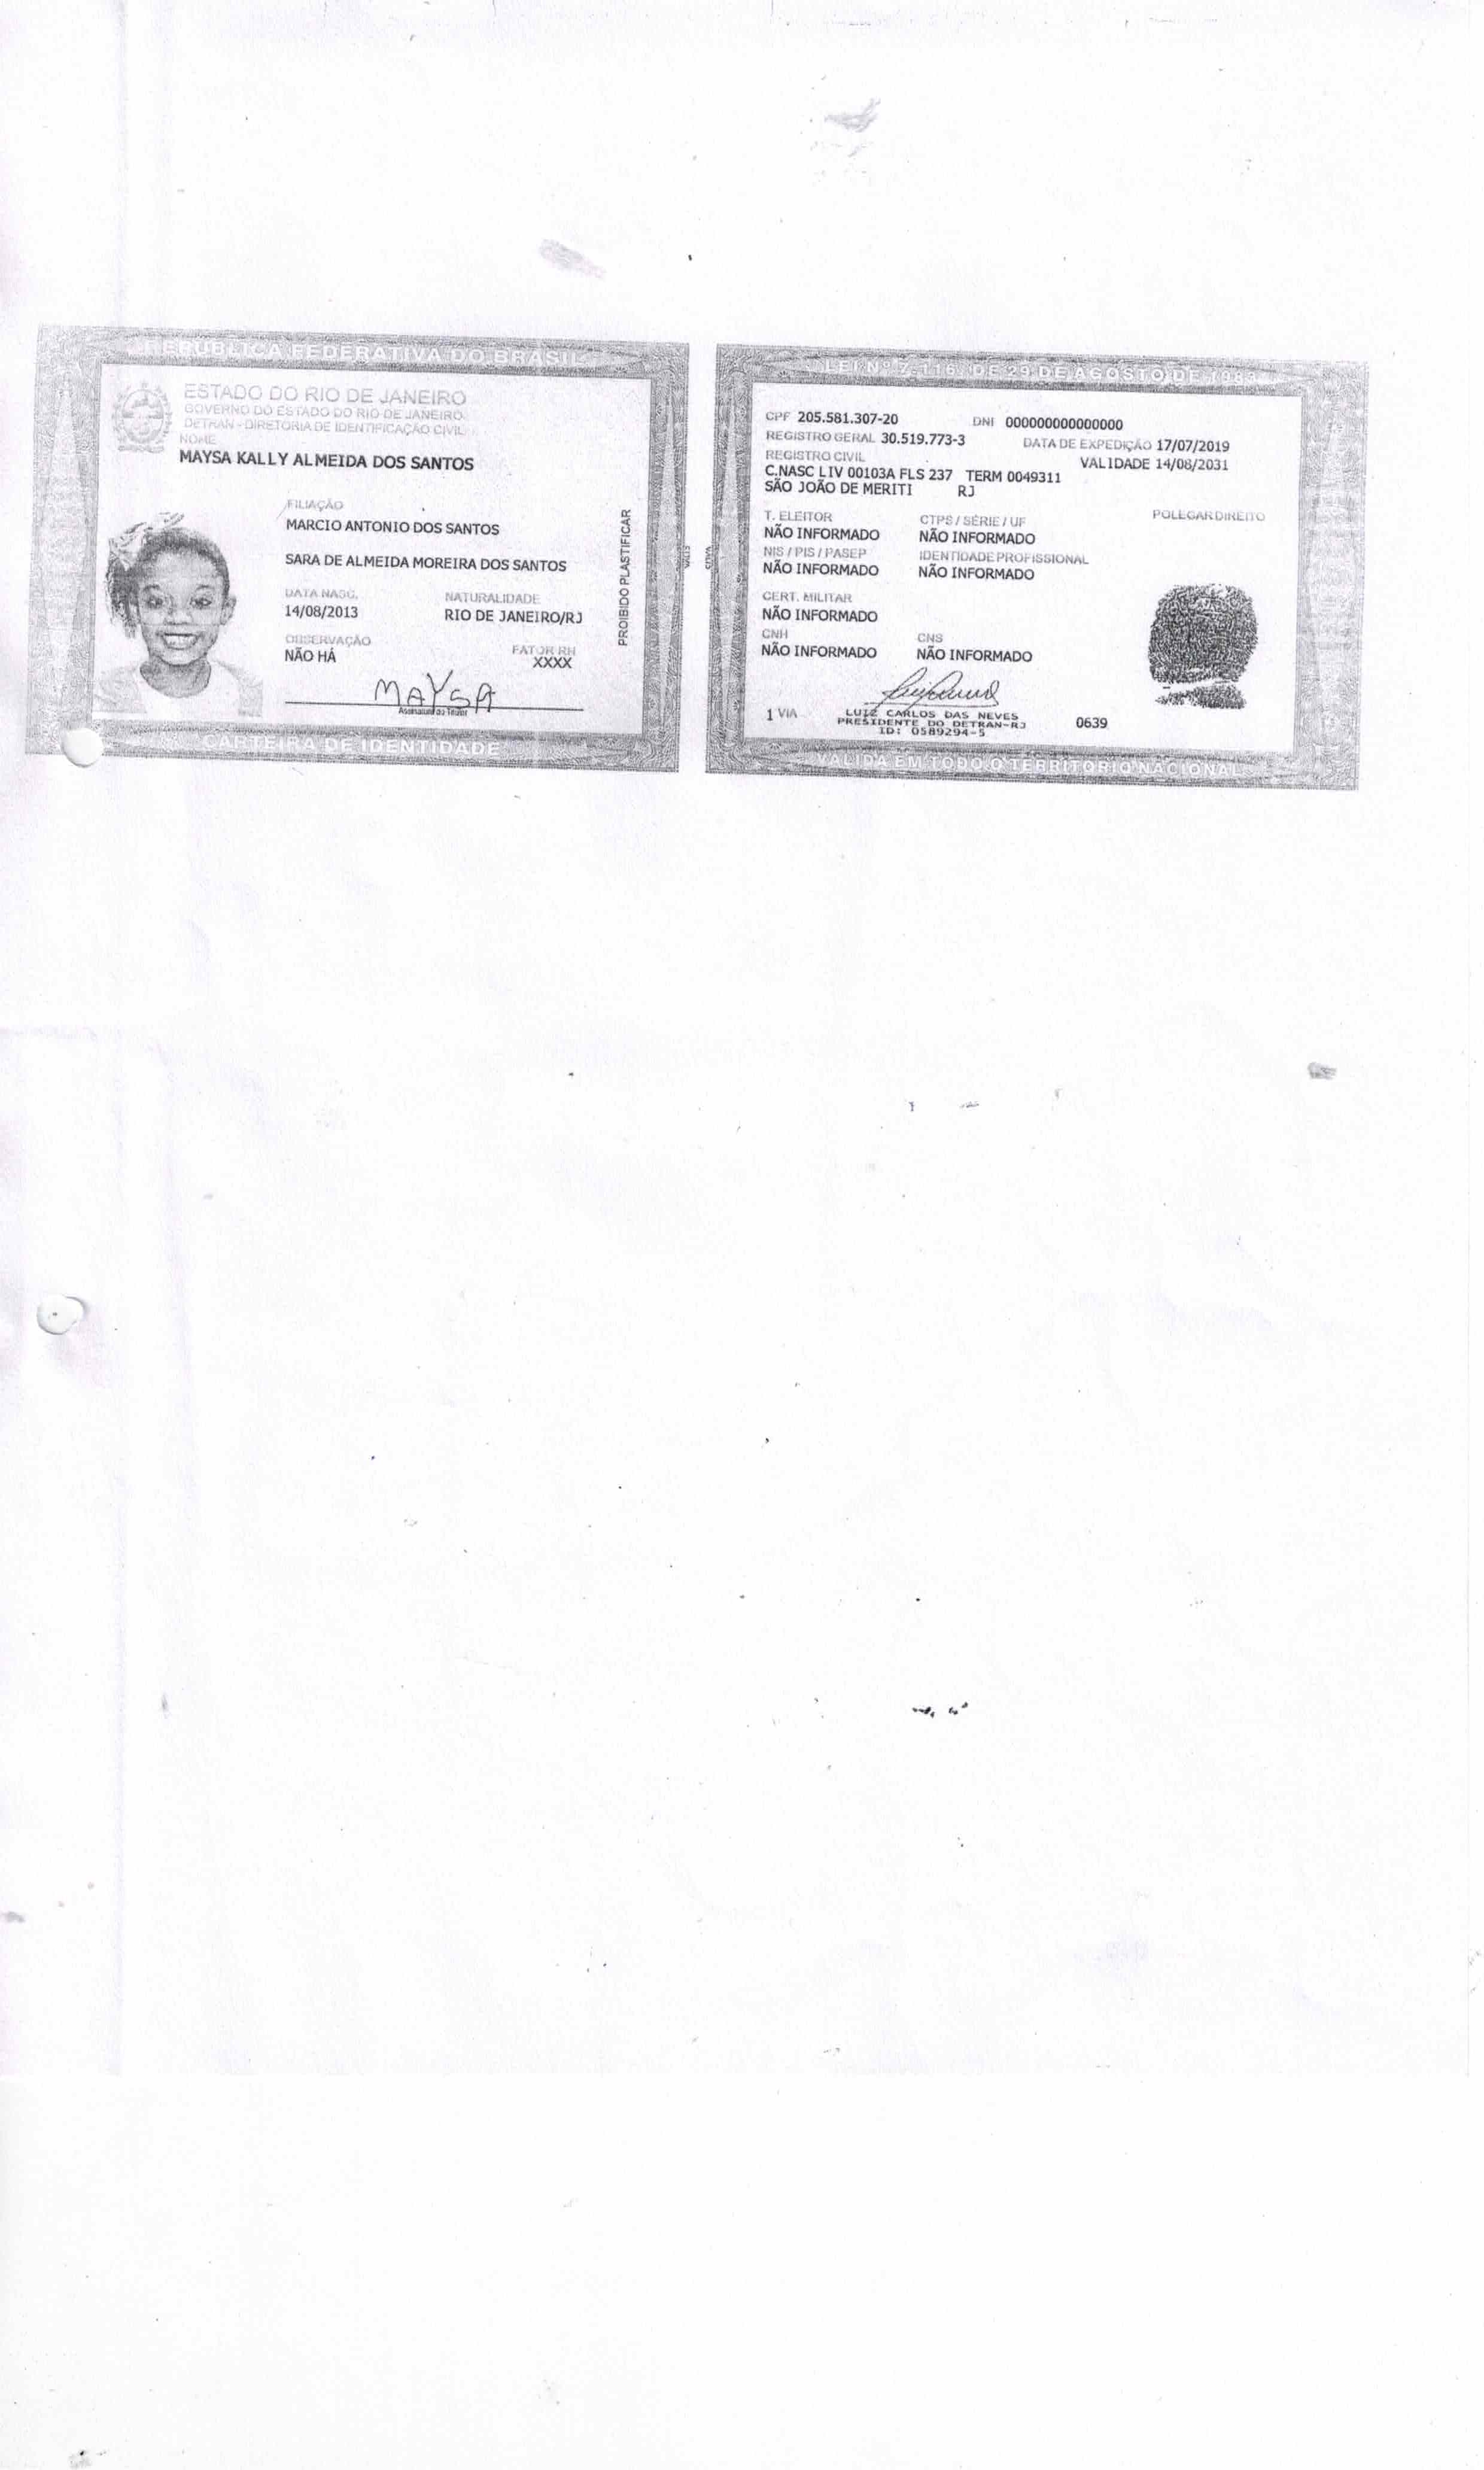 REPÚBLICA FEDERATIVA DO BRASIL
ESTADO DO RIO DE JANEIRO
GOVERNO DO ESTADO DO RIO DE JANEIRO
DETRAN - DIRETORIA DE IDENTIFICAÇÃO CIVIL
NOME
MAYSA KALLY ALMEIDA DOS SANTOS
FILIAÇÃO
MARCIO ANTONIO DOS SANTOS
SARA DE ALMEIDA MOREIRA DOS SANTOS
DATA NASC. NATURALIDADE
14/08/2013 RIO DE JANEIRO/RJ
OBSERVAÇÃO FATOR RH
NÃO HÁ XXXX
MAYSA
Assinatura do Titular
PROIBIDO PLASTIFICAR
CARTEIRA DE IDENTIDADE
LEI Nº 7.116, DE 29 DE AGOSTO DE 1983
CPF 205.581.307-20 DNI 00000000000000
REGISTRO GERAL 30.519.773-3 DATA DE EXPEDIÇÃO 17/07/2019
REGISTRO CIVIL VALIDADE 14/08/2031
C.NASC LIV 00103A FLS 237 TERM 0049311
SÃO JOÃO DE MERITI RJ
T. ELEITOR CTPS / SÉRIE / UF POLEGAR DIREITO
NÃO INFORMADO NÃO INFORMADO
NIS / PIS / PASEP IDENTIDADE PROFISSIONAL
NÃO INFORMADO NÃO INFORMADO
CERT. MILITAR
NÃO INFORMADO
CNH CNS
NÃO INFORMADO NÃO INFORMADO
1 VIA LUIZ CARLOS DAS NEVES 0639
PRESIDENTE DO DETRAN-RJ
ID: 0589294-5
VÁLIDA EM TODO O TERRITÓRIO NACIONAL